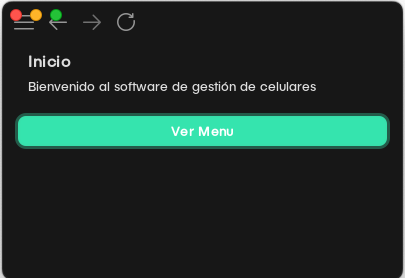 Inicio
Bienvenido al software de gestión de celulares
Ver Menu